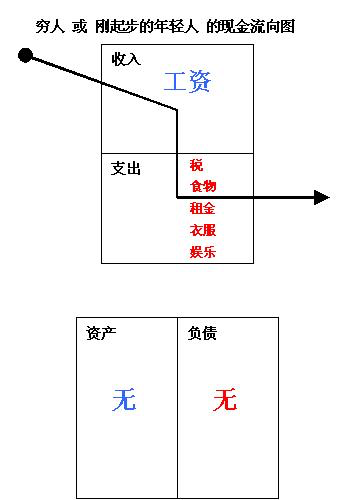 穷人 或 刚起步的年轻人 的现金流向图
收入
工资
支出
税
食物
租金
衣服
娱乐
资产
负债
无
无